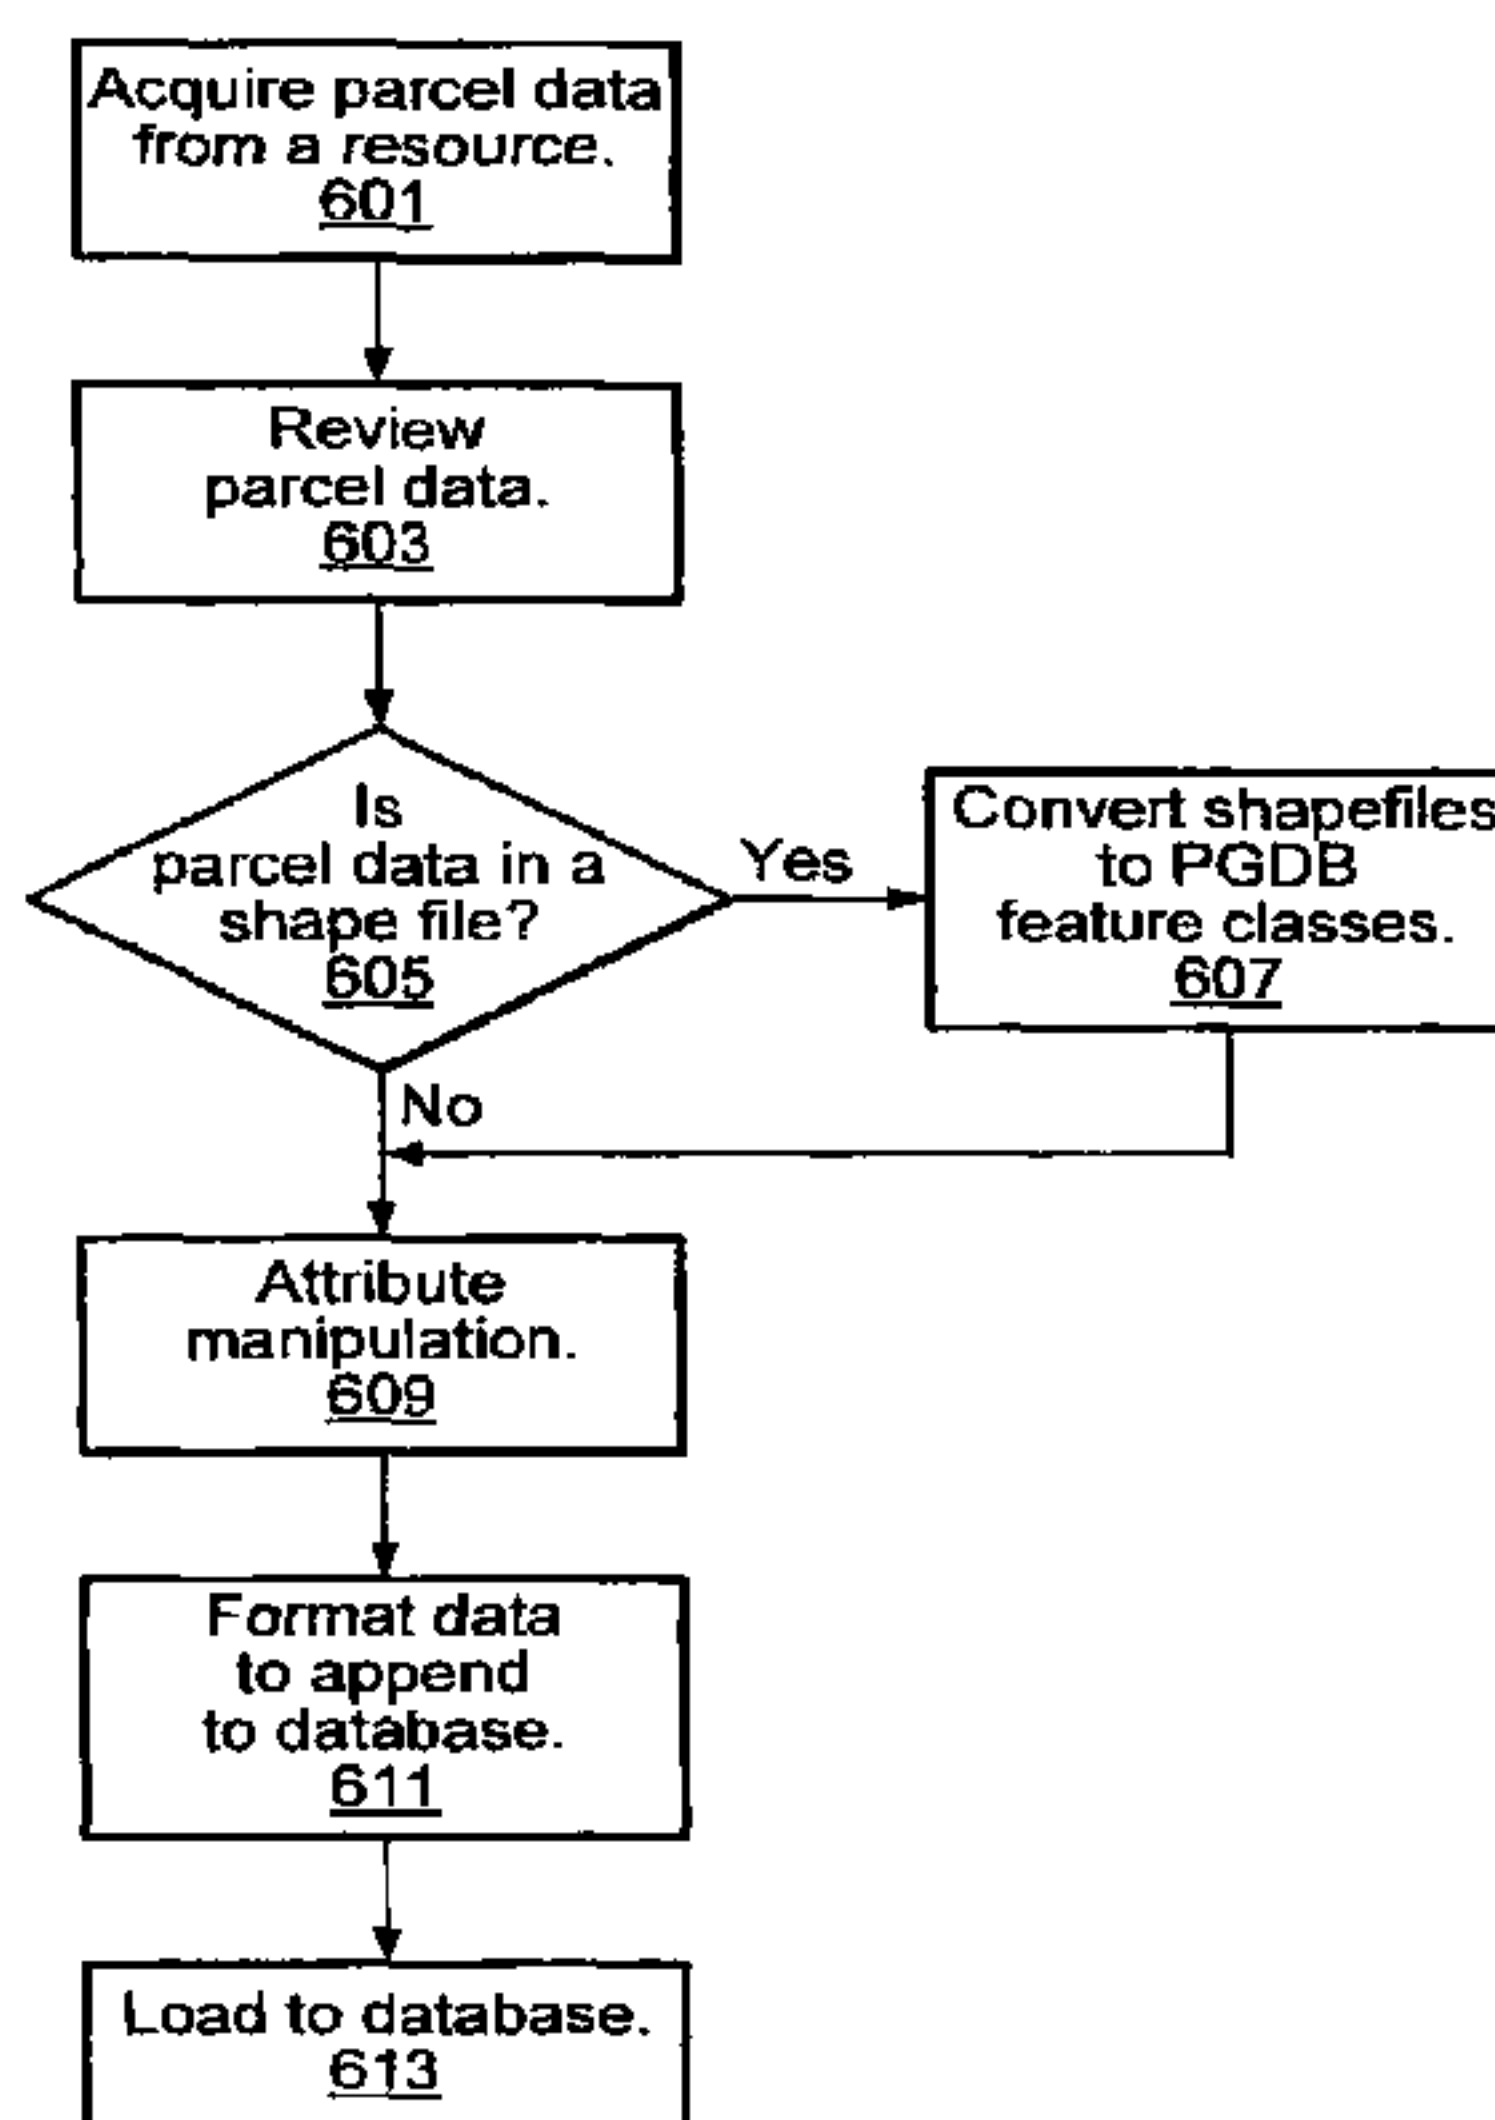 Acquire parcel data
from a resource.
601
Review
parcel data.
603
Is
parcel data in a
shape file?
605
Yes
Convert shapefiles
to PGDB
feature classes.
607
No
Attribute
manipulation.
609
Format data
to append
to database.
611
Load to database.
613